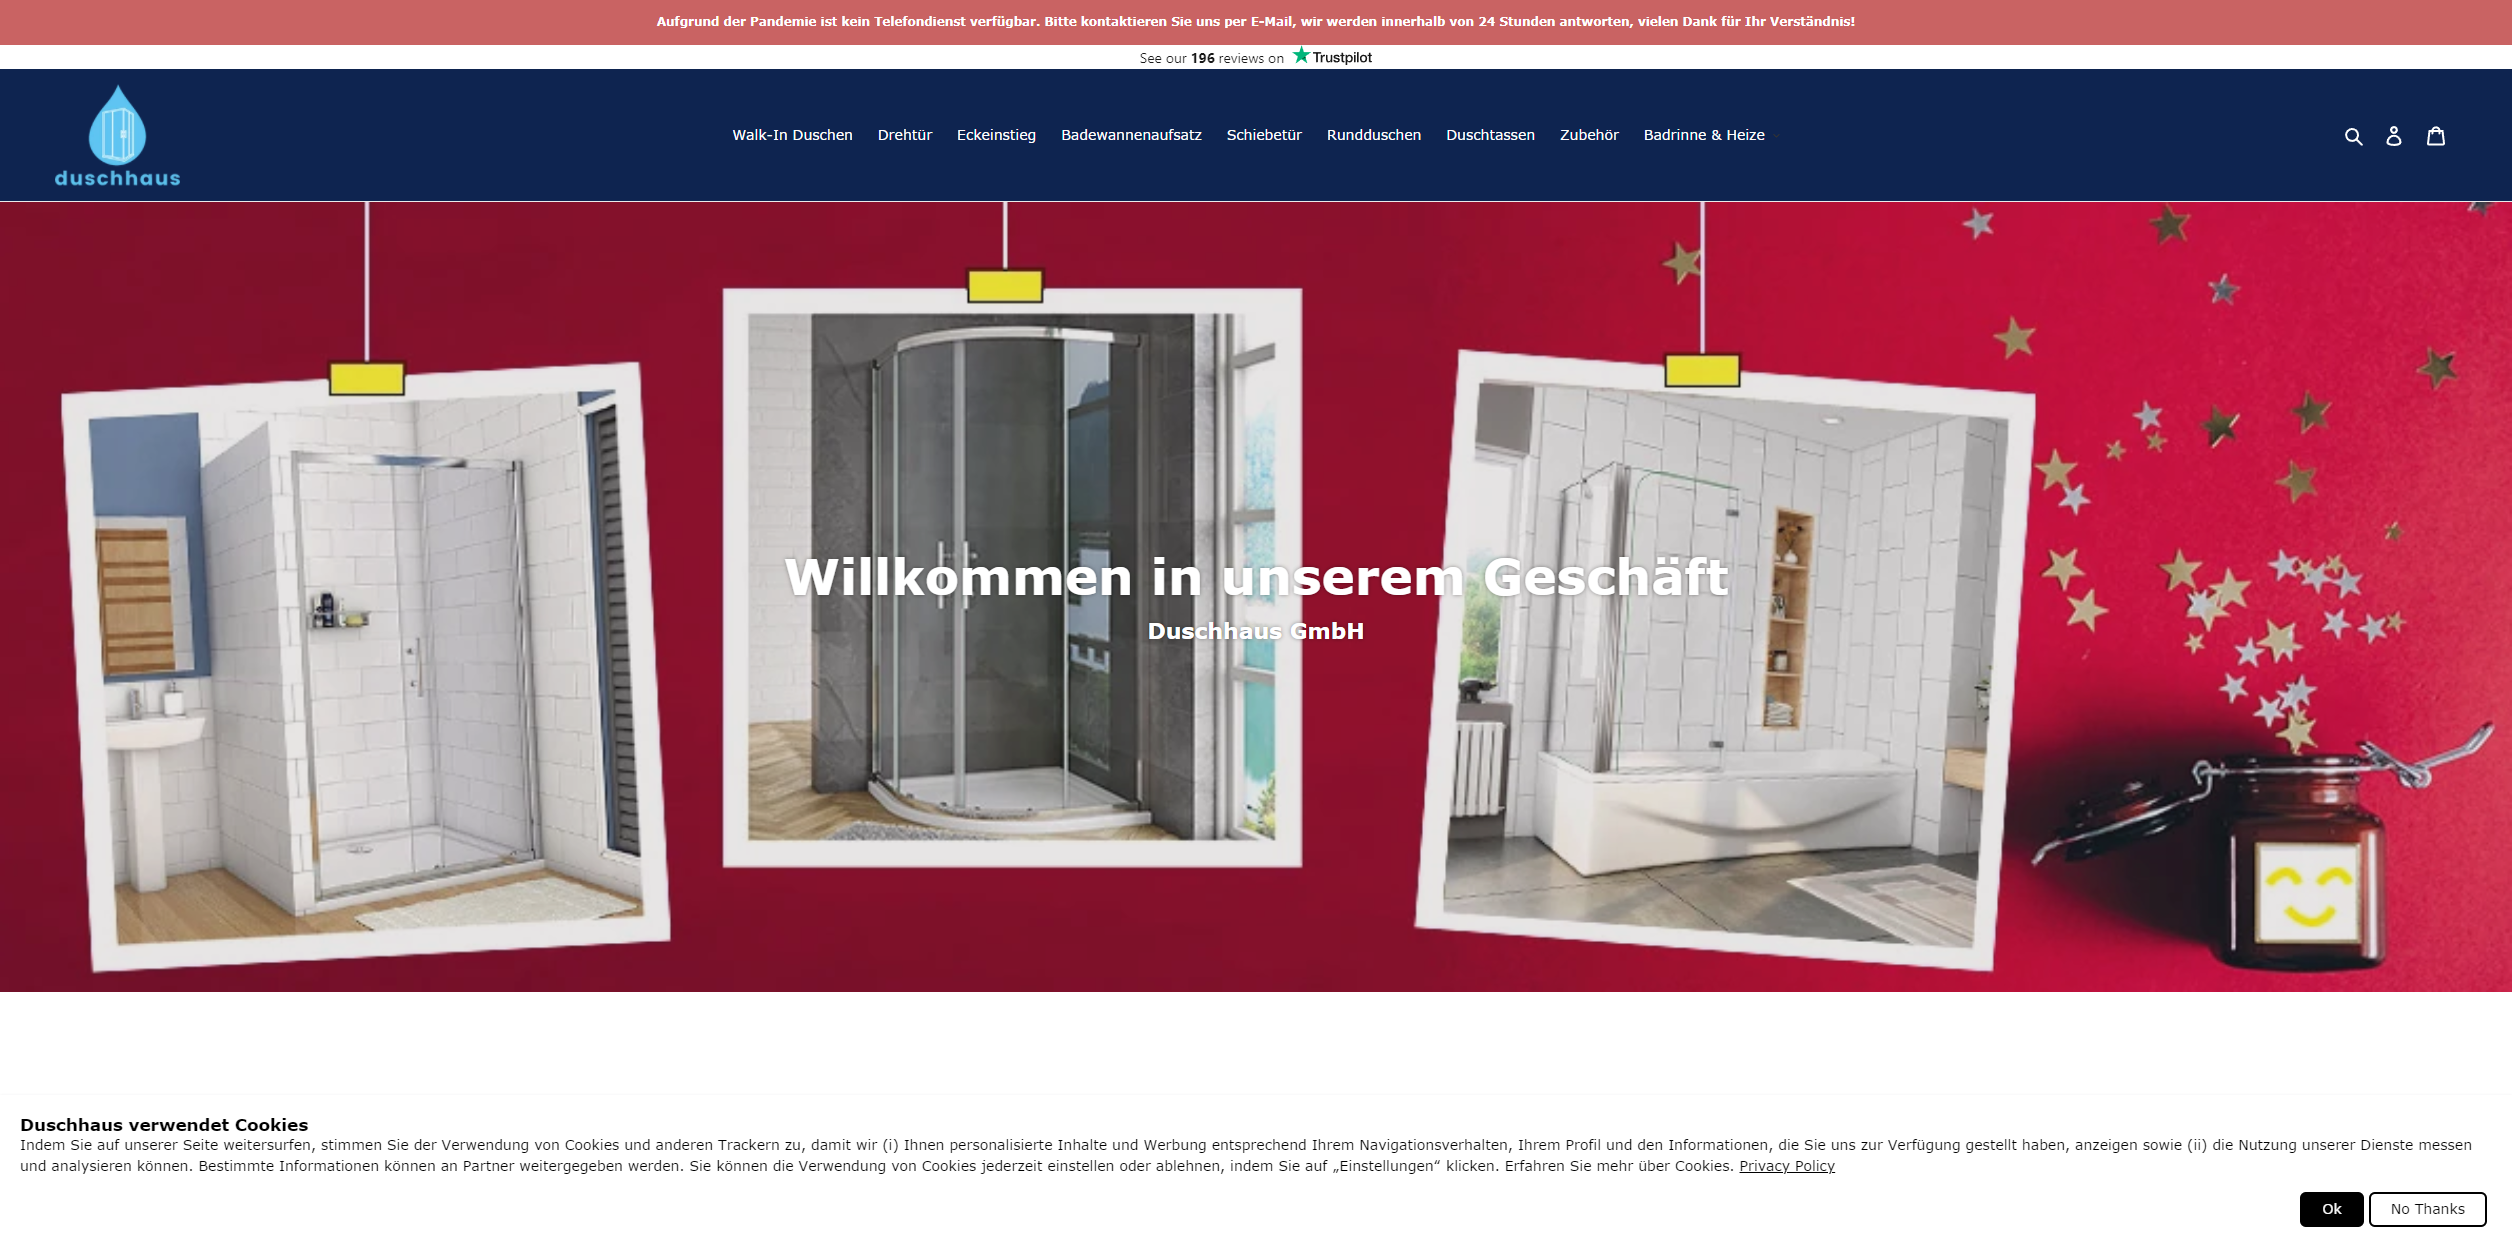 Aufgrund der Pandemie ist kein Telefondienst verfügbar. Bitte kontaktieren Sie uns per E-Mail, wir werden innerhalb von 24 Stunden antworten, vielen Dank für Ihr Verständnis!
See our 196 reviews on Trustpilot
duschhaus
Walk-In Duschen Drehtür Eckeinstieg Badewannenaufsatz Schiebetür Rundduschen Duschtassen Zubehör Badrinne & Heize
Willkommen in unserem Geschäft
Duschhaus GmbH
Duschhaus verwendet Cookies
Indem Sie auf unserer Seite weitersurfen, stimmen Sie der Verwendung von Cookies und anderen Trackern zu, damit wir (i) Ihnen personalisierte Inhalte und Werbung entsprechend Ihrem Navigationsverhalten, Ihrem Profil und den Informationen, die Sie uns zur Verfügung gestellt haben, anzeigen sowie (ii) die Nutzung unserer Dienste messen
und analysieren können. Bestimmte Informationen können an Partner weitergegeben werden. Sie können die Verwendung von Cookies jederzeit einstellen oder ablehnen, indem Sie auf „Einstellungen“ klicken. Erfahren Sie mehr über Cookies. Privacy Policy
Ok No Thanks